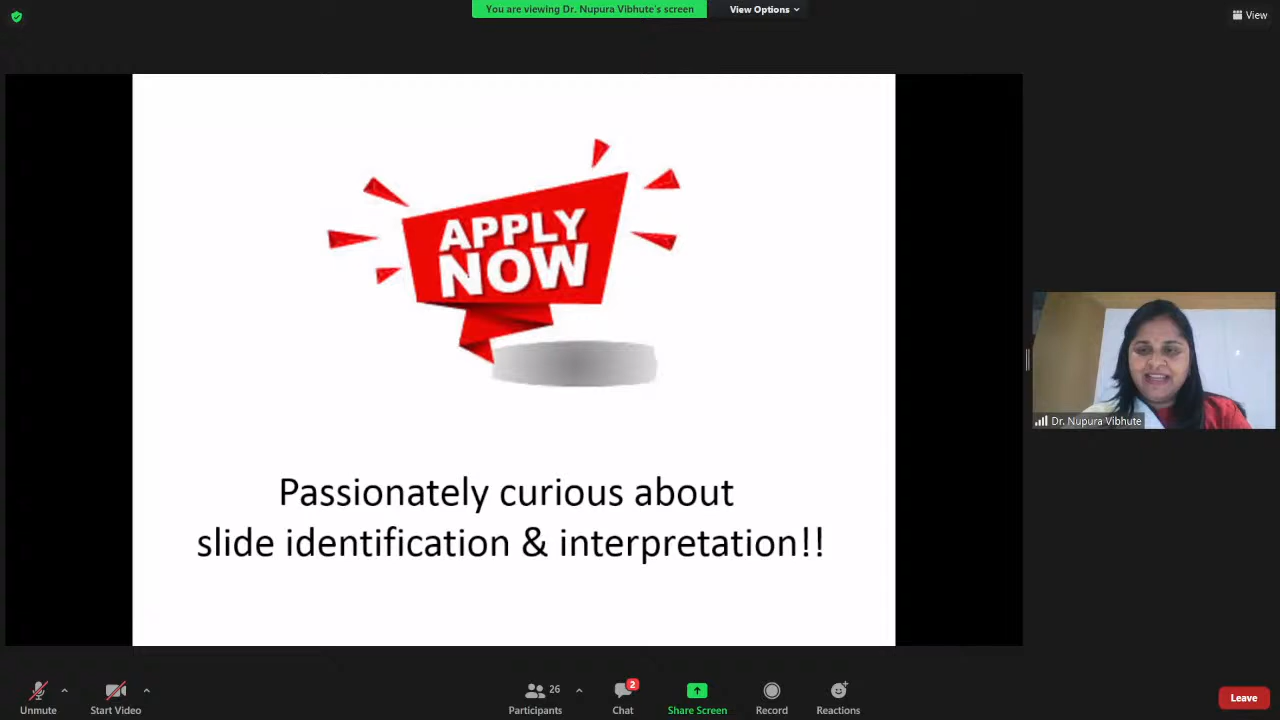 You are viewing Dr. Nupura Vibhute's screen
View Options
View
APPLY
NOW
Passionately curious about
slide identification & interpretation!!
Dr. Nupura Vibhute
Unmute
Start Video
26
Participants
2
Chat
Share Screen
Record
Reactions
Leave